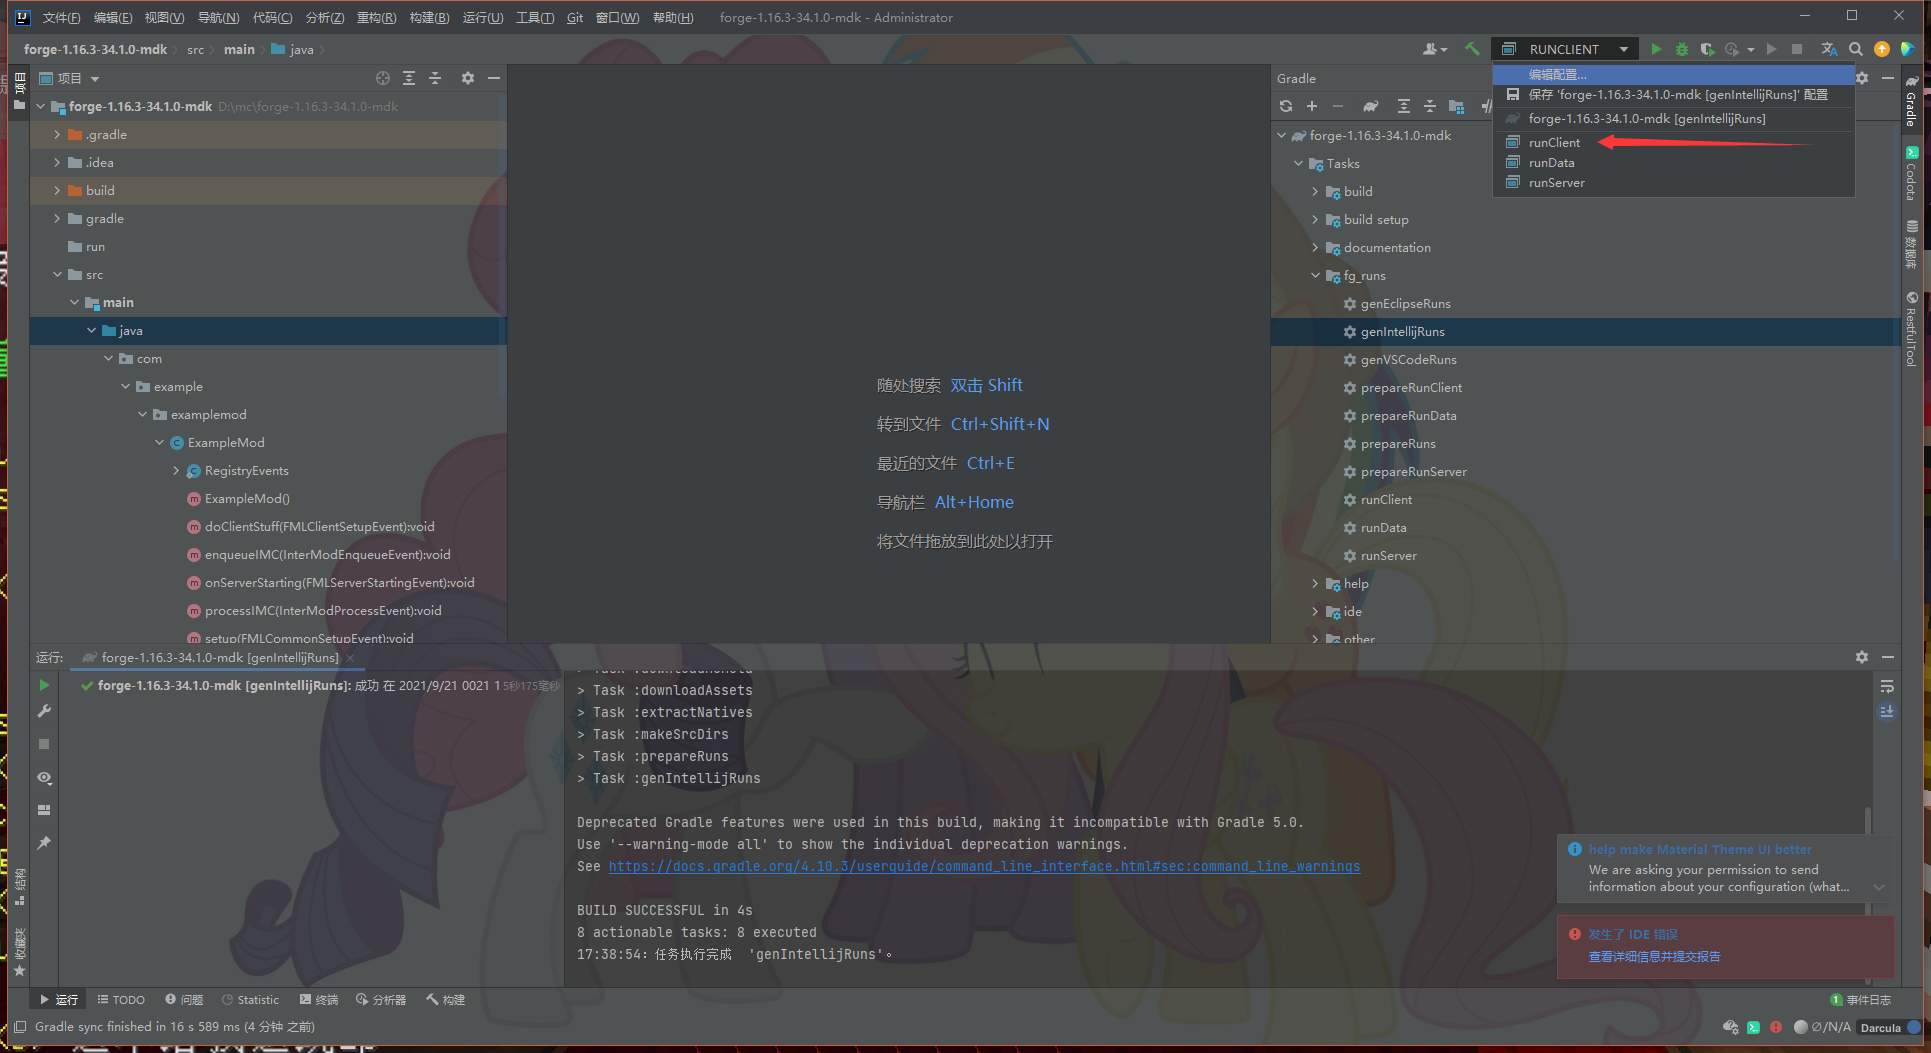 文件(F) 编辑(E) 视图(V) 导航(N) 代码(C) 分析(Z) 重构(R) 构建(B) 运行(U) 工具(T) Git 窗口(W) 帮助(H) forge-1.16.3-34.1.0-mdk - Administrator
forge-1.16.3-34.1.0-mdk src main java
RUNCLIENT
项目
forge-1.16.3-34.1.0-mdk D:\mc\forge-1.16.3-34.1.0-mdk
.gradle
.idea
build
gradle
run
src
main
java
com
example
examplemod
ExampleMod
RegistryEvents
ExampleMod()
doClientStuff(FMLClientSetupEvent):void
enqueueIMC(InterModEnqueueEvent):void
onServerStarting(FMLServerStartingEvent):void
processIMC(InterModProcessEvent):void
setup(FMLCommonSetupEvent):void
随处搜索 双击 Shift
转到文件 Ctrl+Shift+N
最近的文件 Ctrl+E
导航栏 Alt+Home
将文件拖放到此处以打开
Gradle
forge-1.16.3-34.1.0-mdk
Tasks
build
build setup
documentation
fg_runs
genEclipseRuns
genIntellijRuns
genVSCodeRuns
prepareRunClient
prepareRunData
prepareRuns
prepareRunServer
runClient
runData
runServer
help
ide
other
编辑配置...
保存 'forge-1.16.3-34.1.0-mdk [genIntellijRuns]' 配置
forge-1.16.3-34.1.0-mdk [genIntellijRuns]
runClient
runData
runServer
项目
结构
收藏夹
Gradle
Codota
数据库
RestfulTool
运行: forge-1.16.3-34.1.0-mdk [genIntellijRuns]
forge-1.16.3-34.1.0-mdk [genIntellijRuns]: 成功 在 2021/9/21 0021 1 5秒175毫秒
> Task :downloadAssets
> Task :extractNatives
> Task :makeSrcDirs
> Task :prepareRuns
> Task :genIntellijRuns
Deprecated Gradle features were used in this build, making it incompatible with Gradle 5.0.
Use '--warning-mode all' to show the individual deprecation warnings.
See https://docs.gradle.org/4.10.3/userguide/command_line_interface.html#sec:command_line_warnings
BUILD SUCCESSFUL in 4s
8 actionable tasks: 8 executed
17:38:54: 任务执行完成 'genIntellijRuns'。
help make Material Theme UI better
We are asking your permission to send
information about your configuration (what...
发生了 IDE 错误
查看详细信息并提交报告
运行 TODO 问题 Statistic 终端 分析器 构建 1 事件日志
Gradle sync finished in 16 s 589 ms (4 分钟 之前) ∅/N/A Darcula